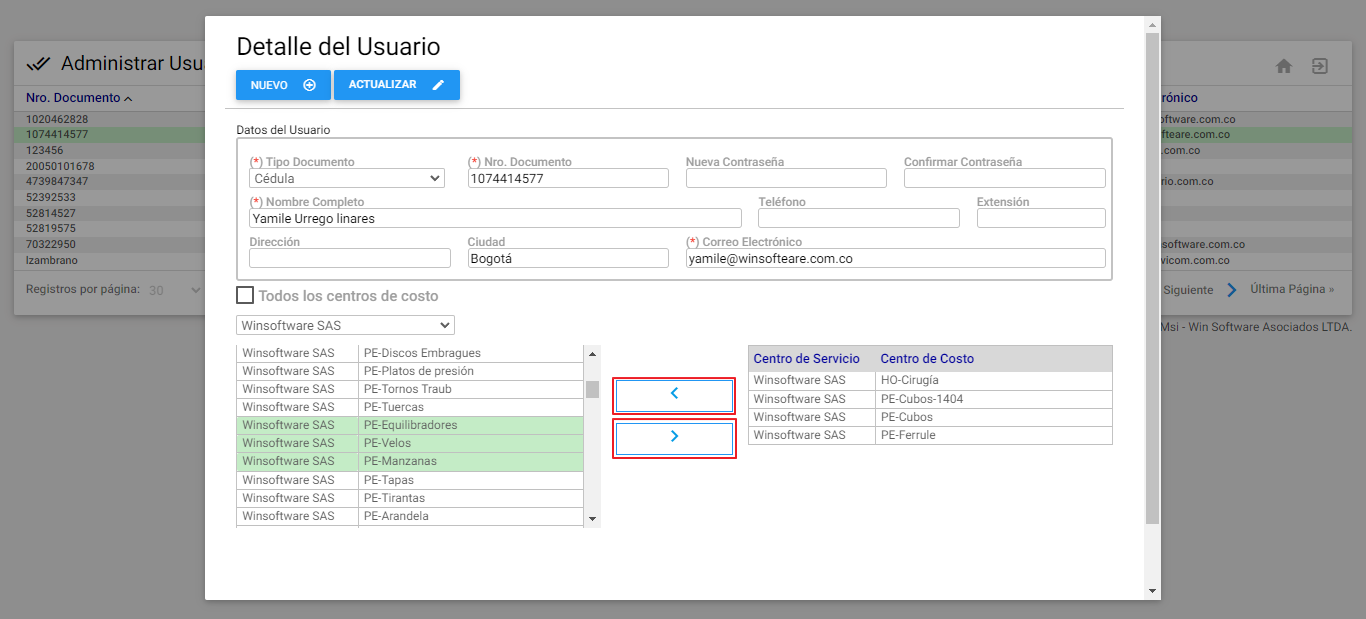 Detalle del Usuario
NUEVO ACTUALIZAR
Administrar Usu
Nro. Documento
1020462828
1074414577
123456
20050101678
4739847347
52392533
52814527
52819575
70322950
lzambrano
Registros por página: 30
Datos del Usuario
(*) Tipo Documento (*) Nro. Documento Nueva Contraseña Confirmar Contraseña
Cédula 1074414577
(*) Nombre Completo Teléfono Extensión
Yamile Urrego linares
Dirección Ciudad (*) Correo Electrónico
Bogotá yamile@winsofteare.com.co
Todos los centros de costo
Winsoftware SAS
Winsoftware SAS PE-Discos Embragues
Winsoftware SAS PE-Platos de presión
Winsoftware SAS PE-Tornos Traub
Winsoftware SAS PE-Tuercas
Winsoftware SAS PE-Equilibradores
Winsoftware SAS PE-Velos
Winsoftware SAS PE-Manzanas
Winsoftware SAS PE-Tapas
Winsoftware SAS PE-Tirantas
Winsoftware SAS PE-Arandela
Centro de Servicio Centro de Costo
Winsoftware SAS HO-Cirugía
Winsoftware SAS PE-Cubos-1404
Winsoftware SAS PE-Cubos
Winsoftware SAS PE-Ferrule
rónico
oftware.com.co
fteare.com.co
.com.co
rio.com.co
software.com.co
vicom.com.co
Siguiente Última Página »
Msi - Win Software Asociados LTDA.